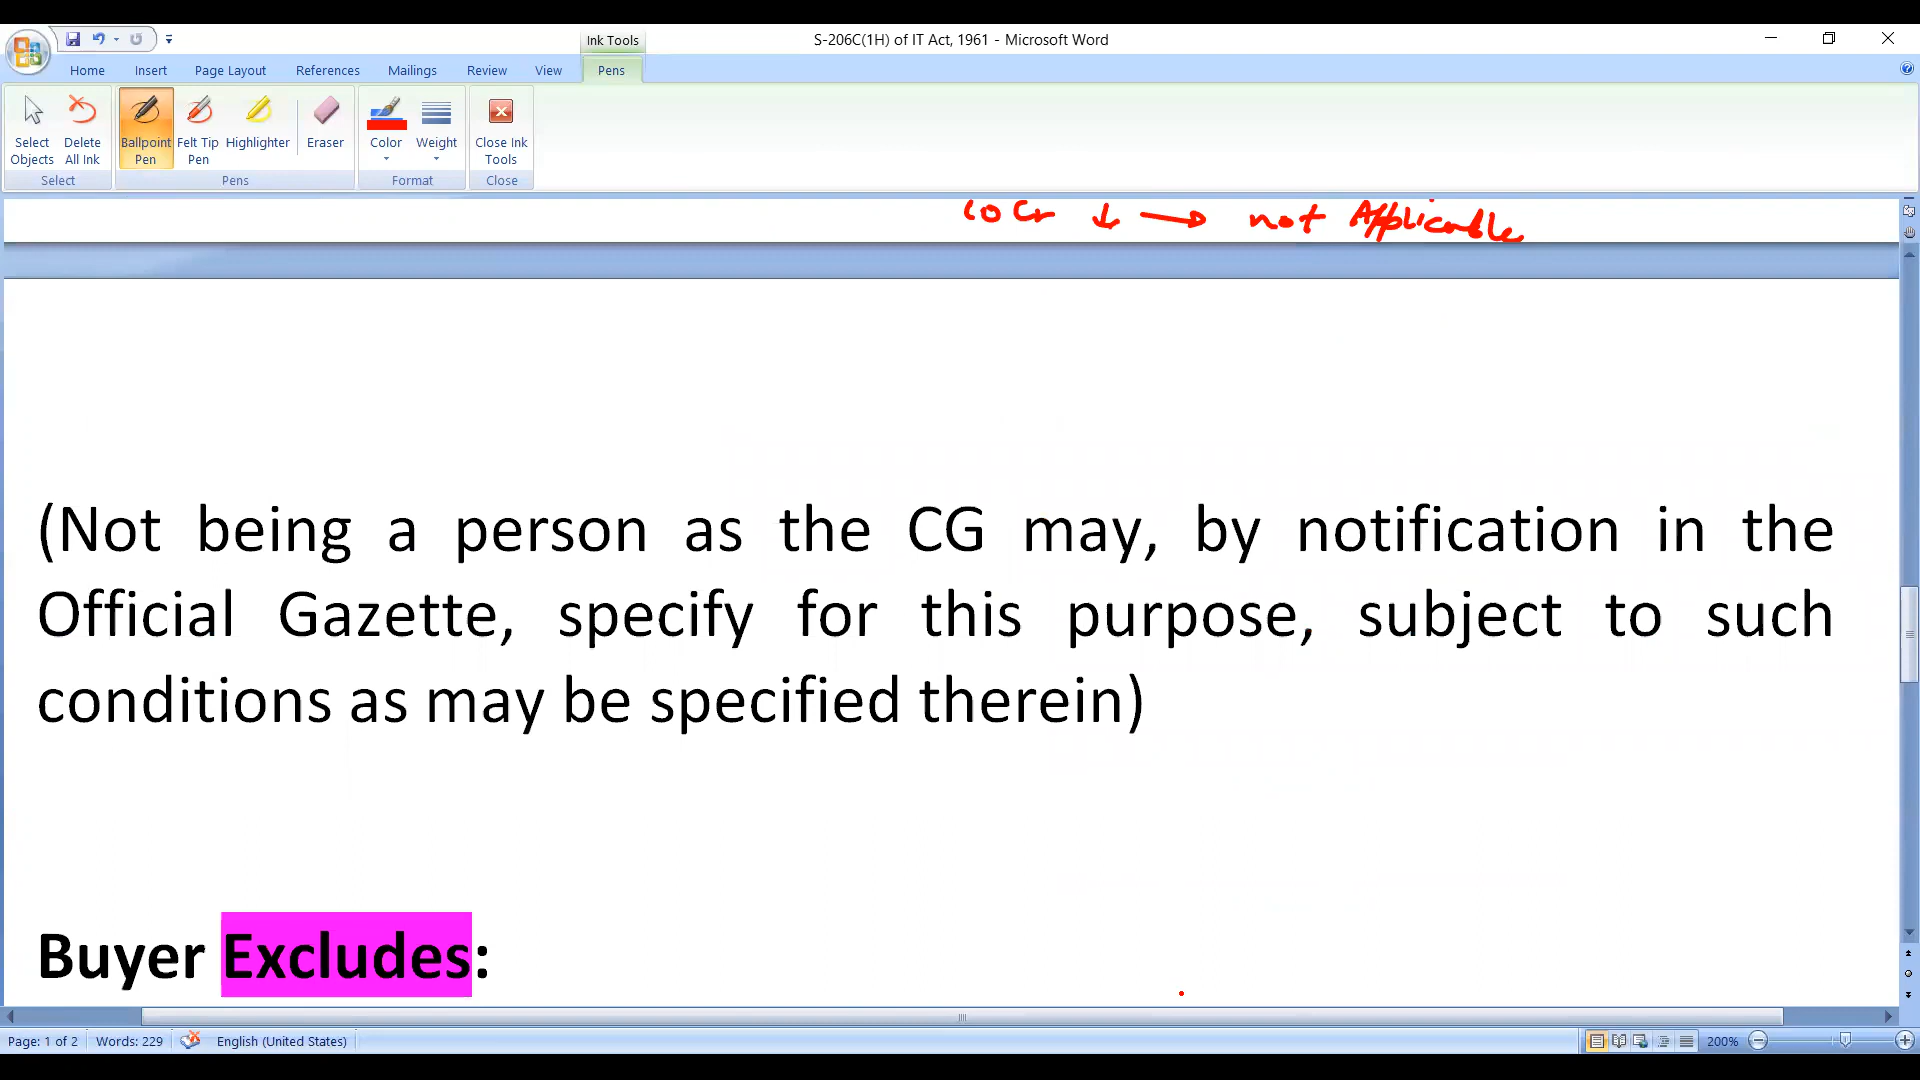 Ink Tools
S-206C(1H) of IT Act, 1961 - Microsoft Word
Home Insert Page Layout References Mailings Review View Pens
Select Objects
Delete All Ink
Ballpoint Pen
Felt Tip Pen
Highlighter
Eraser
Color
Weight
Close Ink Tools
Select Pens Format Close
10 Cr ↓ → not Applicable
(Not being a person as the CG may, by notification in the
Official Gazette, specify for this purpose, subject to such
conditions as may be specified therein)
Buyer Excludes:
Page: 1 of 2 Words: 229 English (United States) 200%